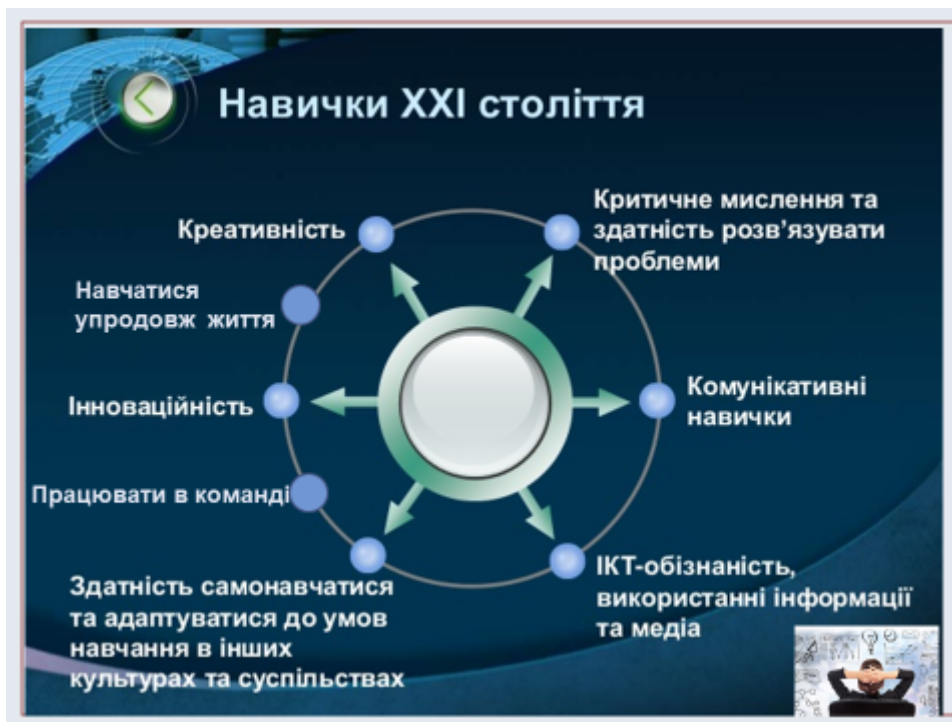 Навички XXI століття
Креативність
Критичне мислення та
здатність розв'язувати
проблеми
Навчатися
упродовж життя
Інноваційність
Комунікативні
навички
Працювати в команді
Здатність самонавчатися
та адаптуватися до умов
навчання в інших
культурах та суспільствах
ІКТ-обізнаність,
використанні інформації
та медіа